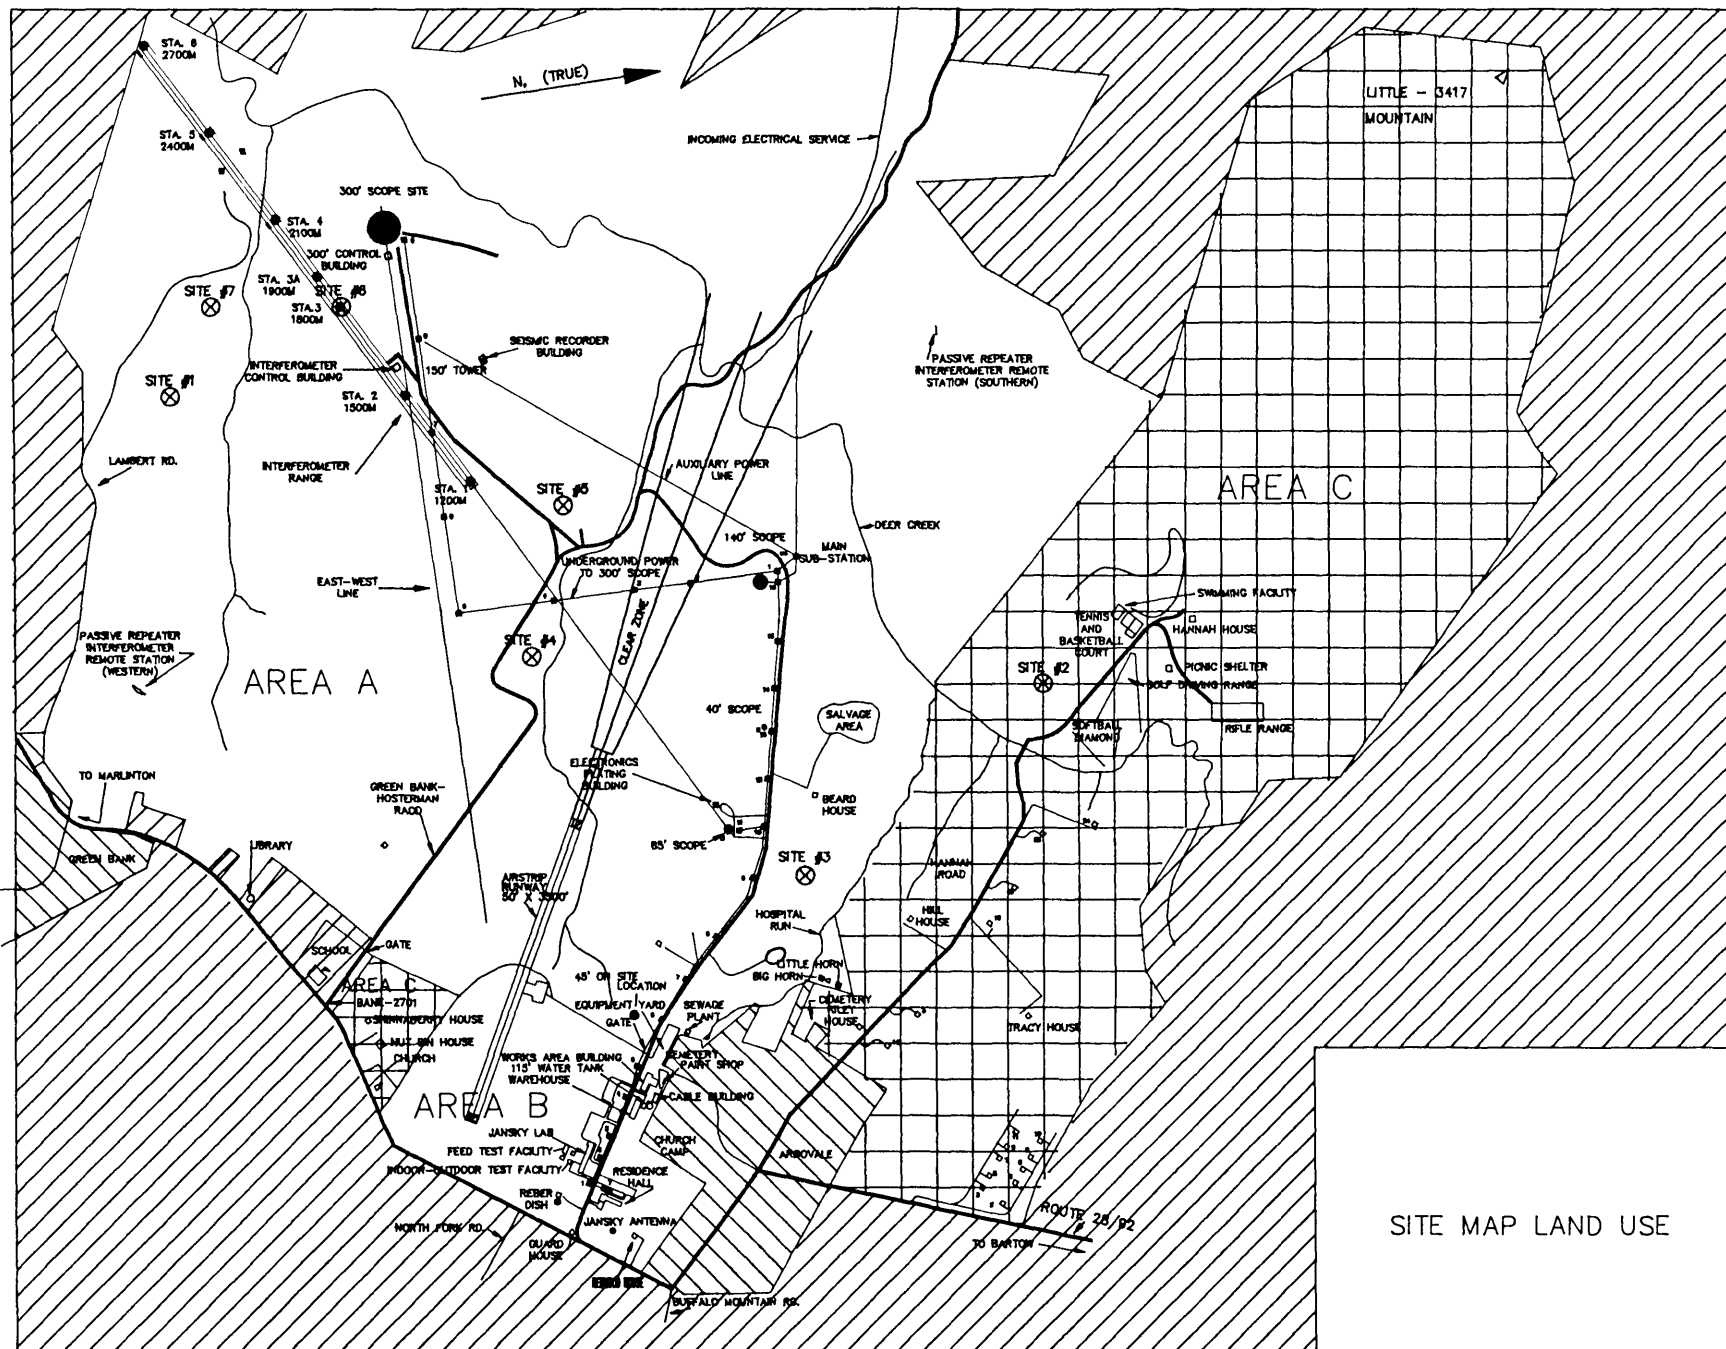 STA. 6
2700M
N. (TRUE)
LITTLE - 3417
MOUNTAIN
STA. 5
2400M
INCOMING ELECTRICAL SERVICE
300' SCOPE SITE
STA. 4
2100M
300' CONTROL
BUILDING
STA. 3A
1900M
SITE #7
SITE #6
STA.3
1800M
SEISMIC RECORDER
BUILDING
PASSIVE REPEATER
INTERFEROMETER REMOTE
STATION (SOUTHERN)
INTERFEROMETER
CONTROL BUILDING
150' TOWER
SITE #1
STA. 2
1500M
LAMBERT RD.
INTERFEROMETER
RANGE
AUXILIARY POWER
LINE
STA. 1
1200M
SITE #5
AREA C
DEER CREEK
140' SCOPE
MAIN
SUB-STATION
UNDERGROUND POWER
TO 300' SCOPE
EAST-WEST
LINE
CLEAR ZONE
SWIMMING FACILITY
TENNIS
AND
BASKETBALL
COURT
HANNAH HOUSE
PASSIVE REPEATER
INTERFEROMETER
REMOTE STATION
(WESTERN)
SITE #4
SITE #2
PICNIC SHELTER
GOLF DRIVING RANGE
AREA A
40' SCOPE
SALVAGE
AREA
SOFTBALL
DIAMOND
RIFLE RANGE
ELECTRONICS
PLATING
BUILDING
TO MARLINTON
GREEN BANK-
HOSTERMAN
RAOD
BEARD
HOUSE
LIBRARY
GREEN BANK
85' SCOPE
SITE #3
HANNAH
ROAD
AIRSTRIP
RUNWAY
50' X 3500'
HOSPITAL
RUN
HILL
HOUSE
SCHOOL
GATE
LITTLE HORN
BIG HORN
45' ON SITE
LOCATION
AREA C
BANK-2701
EQUIPMENT YARD
GATE
SEWAGE
PLANT
CEMETERY
RILEY
HOUSE
SHINNABERRY HOUSE
TRACY HOUSE
NUT BIN HOUSE
CHURCH
WORKS AREA BUILDING
115' WATER TANK
WAREHOUSE
CEMETERY
PAINT SHOP
CABLE BUILDING
AREA B
JANSKY LAB
FEED TEST FACILITY
INDOOR-OUTDOOR TEST FACILITY
CHURCH
CAMP
ARBOVALE
RESIDENCE
HALL
REBER
DISH
NORTH FORK RD.
JANSKY ANTENNA
GUARD
HOUSE
ROUTE 28/92
TO BARTOW
BUFFALO MOUNTAIN RD.
SITE MAP LAND USE